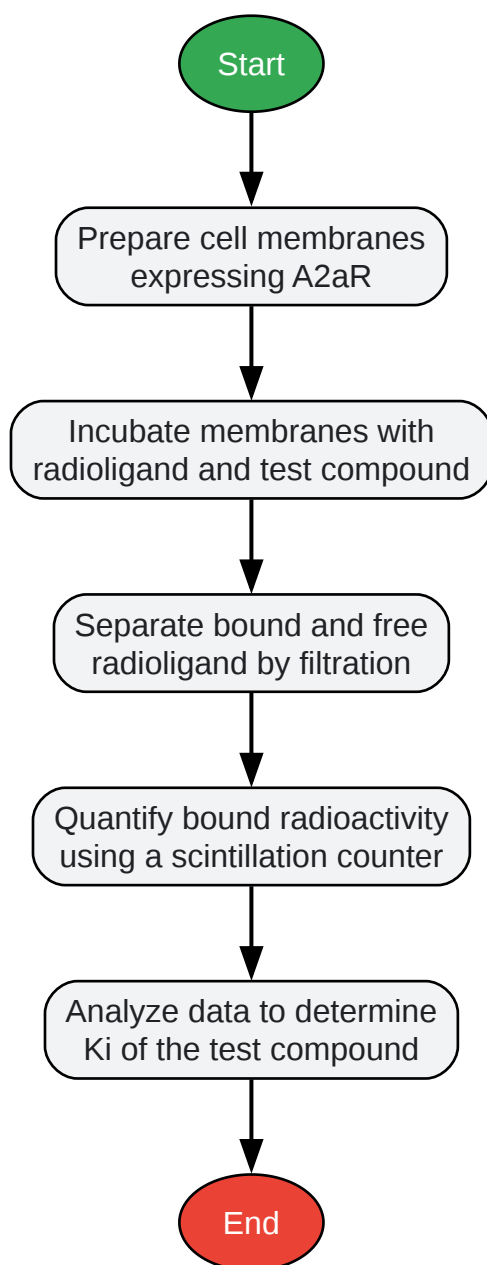 Start
Prepare cell membranes
expressing A2aR
Incubate membranes with
radioligand and test compound
Separate bound and free
radioligand by filtration
Quantify bound radioactivity
using a scintillation counter
Analyze data to determine
Ki of the test compound
End